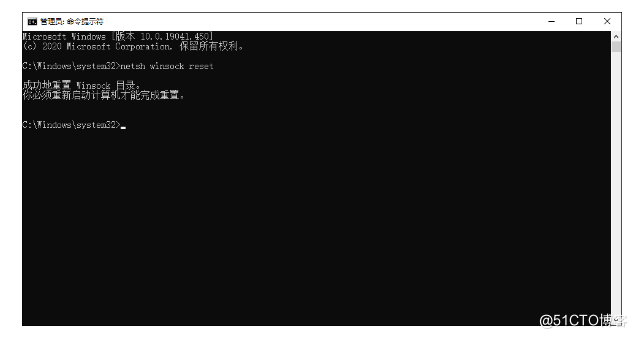 管理员: 命令提示符
Microsoft Windows [版本 10.0.19041.450]
(c) 2020 Microsoft Corporation. 保留所有权利。
C:\Windows\system32>netsh winsock reset
成功地重置 Winsock 目录。
你必须重新启动计算机才能完成重置。
C:\Windows\system32>
@51CTO博客